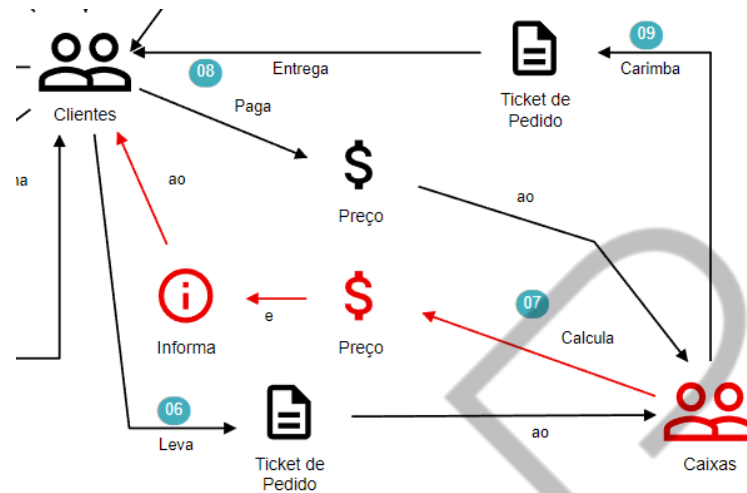 09
08
Entrega
Carimba
Clientes
Paga
Ticket de
Pedido
ao
ao
Preço
07
e
Calcula
Informa
Preço
06
Leva
ao
Ticket de
Pedido
Caixas